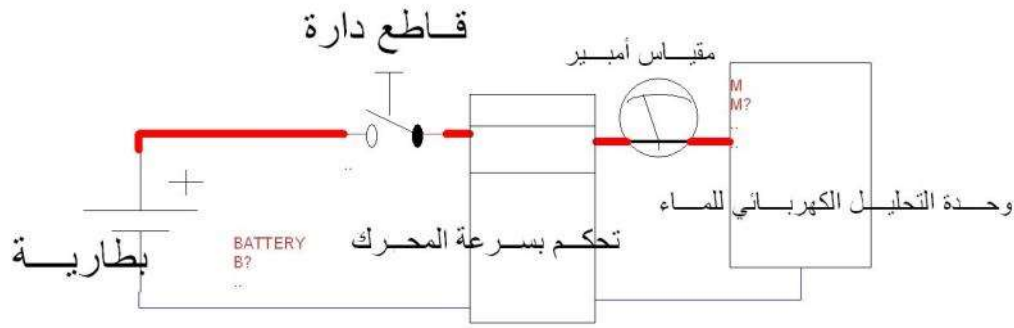 قاطع دارة
مقياس أمبير
M
M?
..
..
+
..
وحدة التحليل الكهربائي للماء
تحكم بسرعة المحرك
بطارية
BATTERY
B?
..